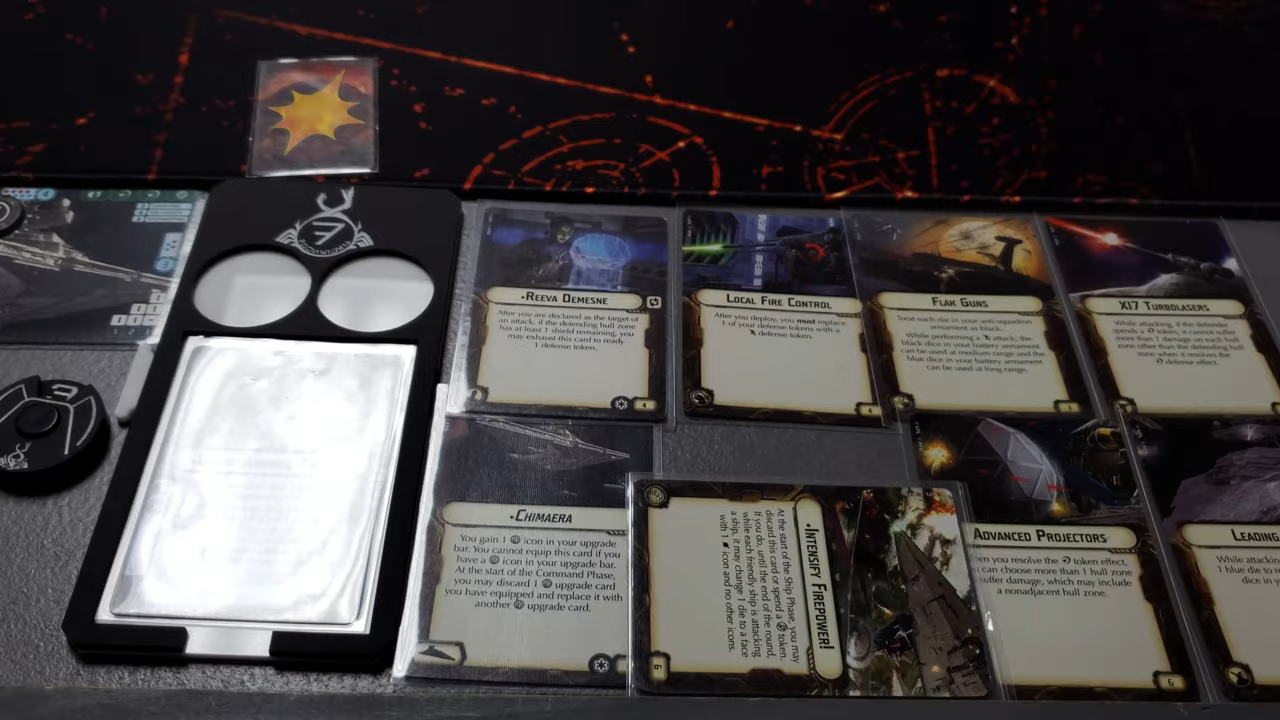 3
•REEVA DEMESNE
After you are declared as the target of
an attack, if the defending hull zone
has at least 1 shield remaining, you
may exhaust this card to ready
1 defense token.
4
LOCAL FIRE CONTROL
After you deploy, you must replace
1 of your defense tokens with a
defense token.
4
FLAK GUNS
Treat each die in your anti-squadron
armament as black.
While performing a attack, the
black dice in your battery armament
can be used at medium range and the
blue dice in your battery armament
can be used at long range.
XI7 TURBOLASERS
While attacking, if the defender
spends a token, it cannot suffer
more than 1 damage on each hull
zone other than the defending hull
zone when it resolves the
defense effect.
•CHIMAERA
You gain 1 icon in your upgrade
bar. You cannot equip this card if you
have a icon in your upgrade bar.
At the start of the Command Phase,
you may discard 1 upgrade card
you have equipped and replace it with
another upgrade card.
•INTENSIFY FIREPOWER!
At the start of the Ship Phase, you may
discard this card or spend a token.
If you do, until the end of the round,
while each friendly ship is attacking
a ship, it may change 1 die to a face
with 1 icon and no other icons.
6
ADVANCED PROJECTORS
en you resolve the token effect,
can choose more than 1 hull zone
suffer damage, which may include
a nonadjacent hull zone.
6
LEADING
While attackin
1 blue die to re
dice in y